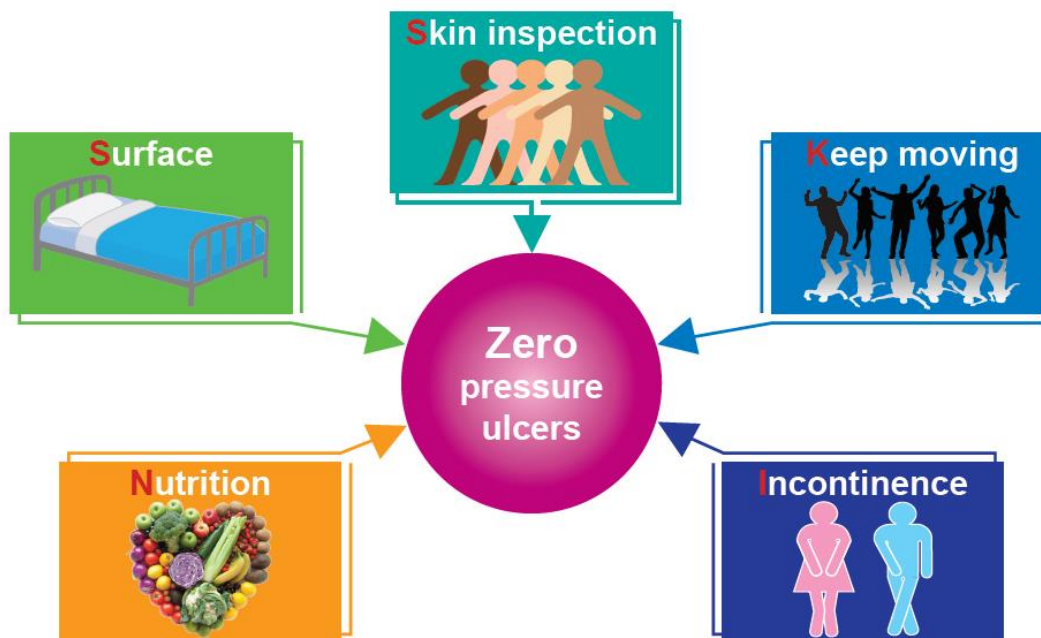 Skin inspection
Surface
Keep moving
Zero
pressure
ulcers
Nutrition
Incontinence